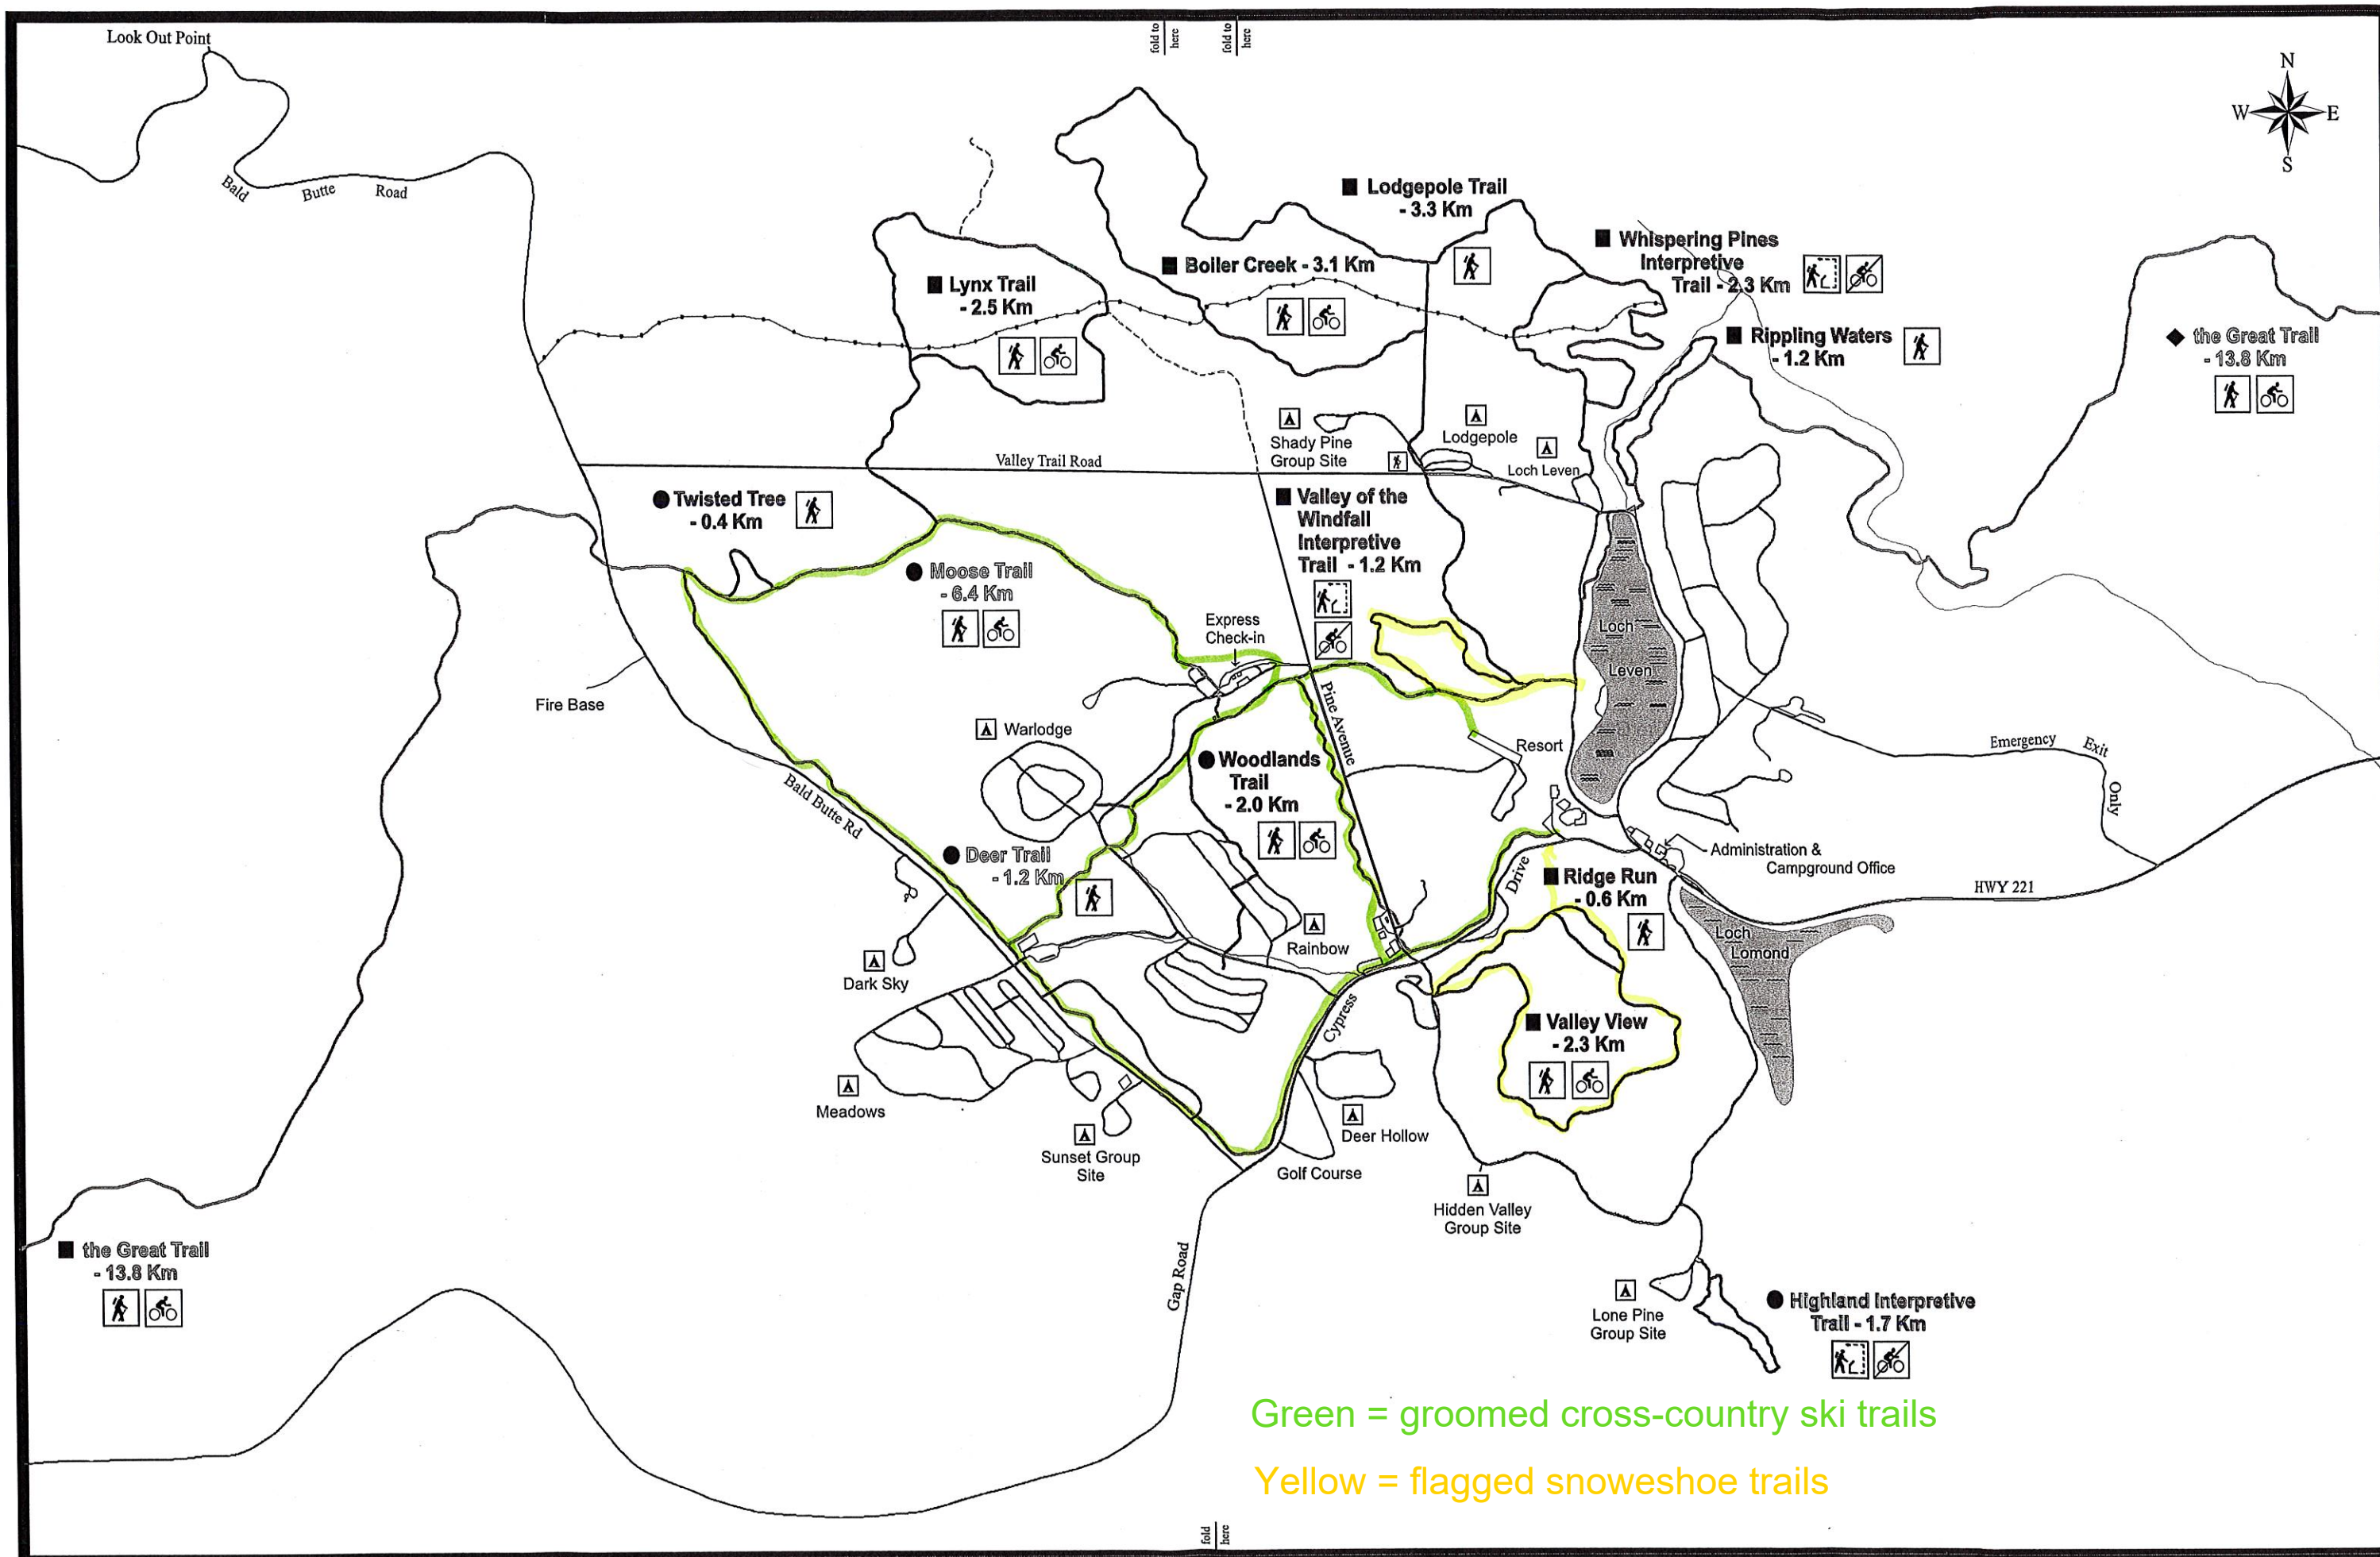 Look Out Point
fold to
here
fold to
here
N
W E
S
Bald Butte Road
Lodgepole Trail
- 3.3 Km
Whispering Pines
Interpretive
Trail - 2.3 Km
Boiler Creek - 3.1 Km
Lynx Trail
- 2.5 Km
Rippling Waters
- 1.2 Km
the Great Trail
- 13.8 Km
Shady Pine
Group Site
Lodgepole
Loch Leven
Valley Trail Road
Twisted Tree
- 0.4 Km
Valley of the
Windfall
Interpretive
Trail - 1.2 Km
Moose Trail
- 6.4 Km
Express
Check-in
Loch
Leven
Fire Base
Pine Avenue
Warlodge
Resort
Emergency Exit Only
Woodlands
Trail
- 2.0 Km
Bald Butte Rd
Deer Trail
- 1.2 Km
Drive
Administration &
Campground Office
Ridge Run
- 0.6 Km
HWY 221
Rainbow
Loch
Lomond
Dark Sky
Cypress
Valley View
- 2.3 Km
Meadows
Deer Hollow
Sunset Group
Site
Golf Course
Hidden Valley
Group Site
the Great Trail
- 13.8 Km
Gap Road
Lone Pine
Group Site
Highland Interpretive
Trail - 1.7 Km
Green = groomed cross-country ski trails
Yellow = flagged snoweshoe trails
fold
here